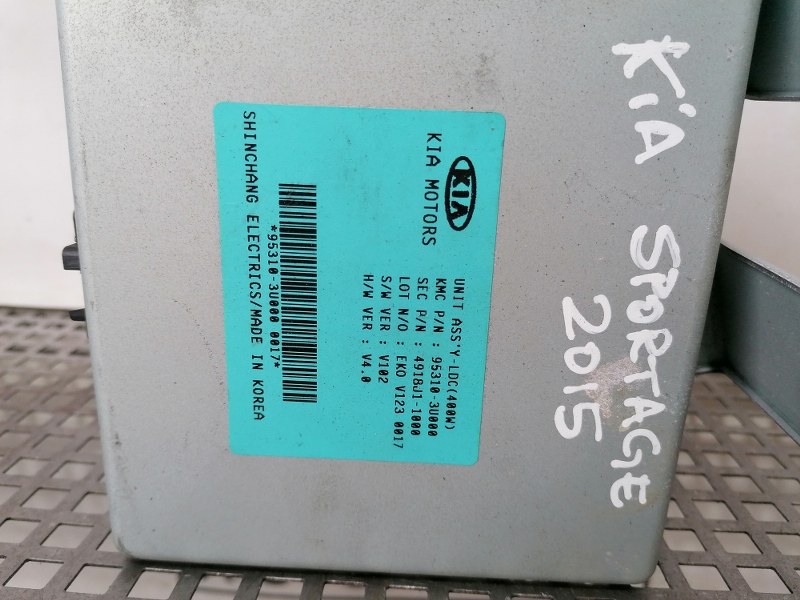 KIA
KIA MOTORS
UNIT ASS'Y-LDC(400W)
KMC P/N : 95310-3U000
SEC P/N : 4918J1-1000
LOT N/O : EKO V123 0017
S/W VER : V102
H/W VER : V4.0
*95310-3U000 0017*
SHINCHANG ELECTRICS/MADE IN KOREA
KiA SPORTAGE
2015